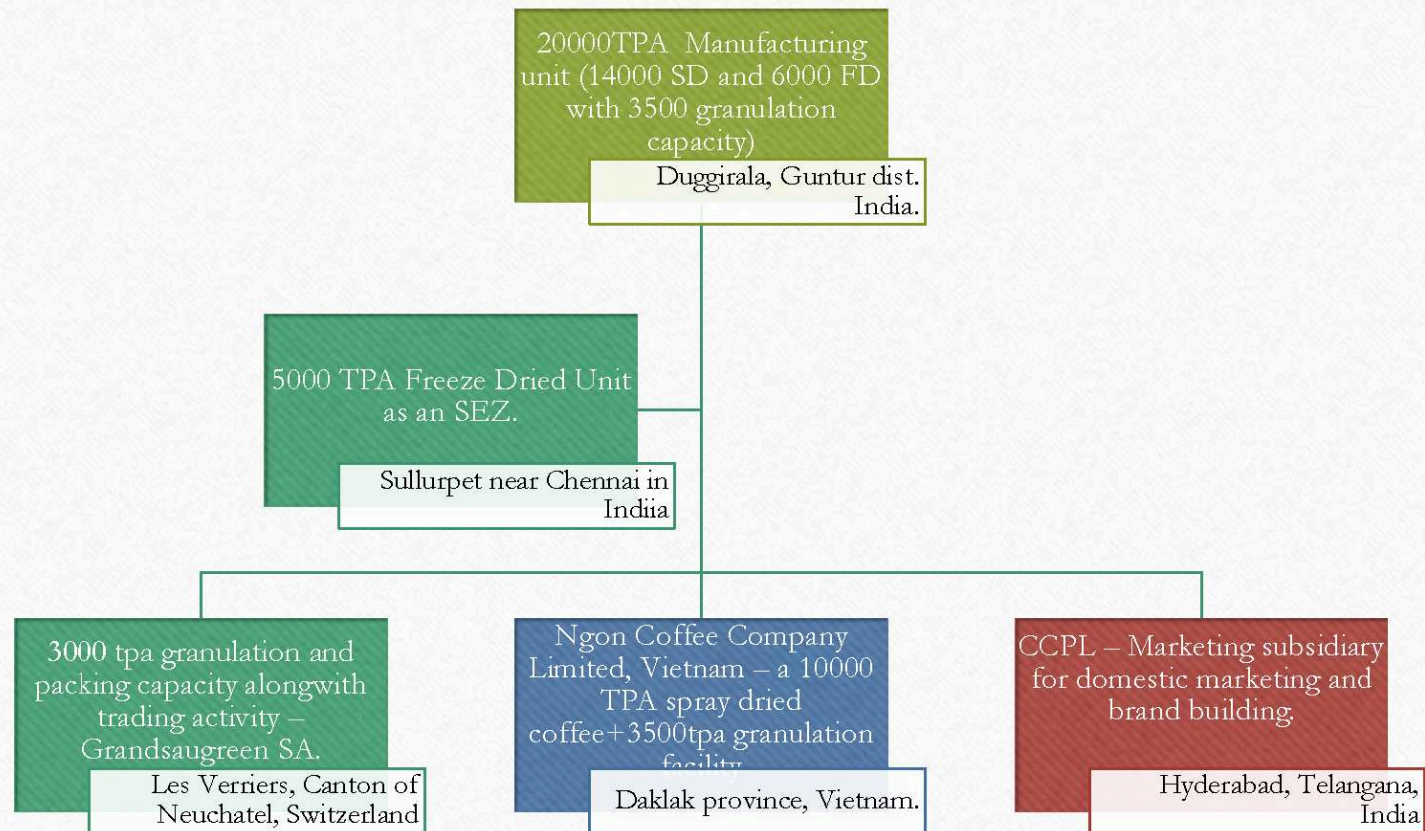 20000TPA Manufacturing
unit (14000 SD and 6000 FD
with 3500 granulation
capacity)
Duggirala, Guntur dist.
India.
5000 TPA Freeze Dried Unit
as an SEZ.
Sullurpet near Chennai in
Indiia
3000 tpa granulation and
packing capacity alongwith
trading activity –
Grandsaugreen SA.
Les Verriers, Canton of
Neuchatel, Switzerland
Ngon Coffee Company
Limited, Vietnam – a 10000
TPA spray dried
coffee+3500tpa granulation
facility
Daklak province, Vietnam.
CCPL – Marketing subsidiary
for domestic marketing and
brand building.
Hyderabad, Telangana,
India